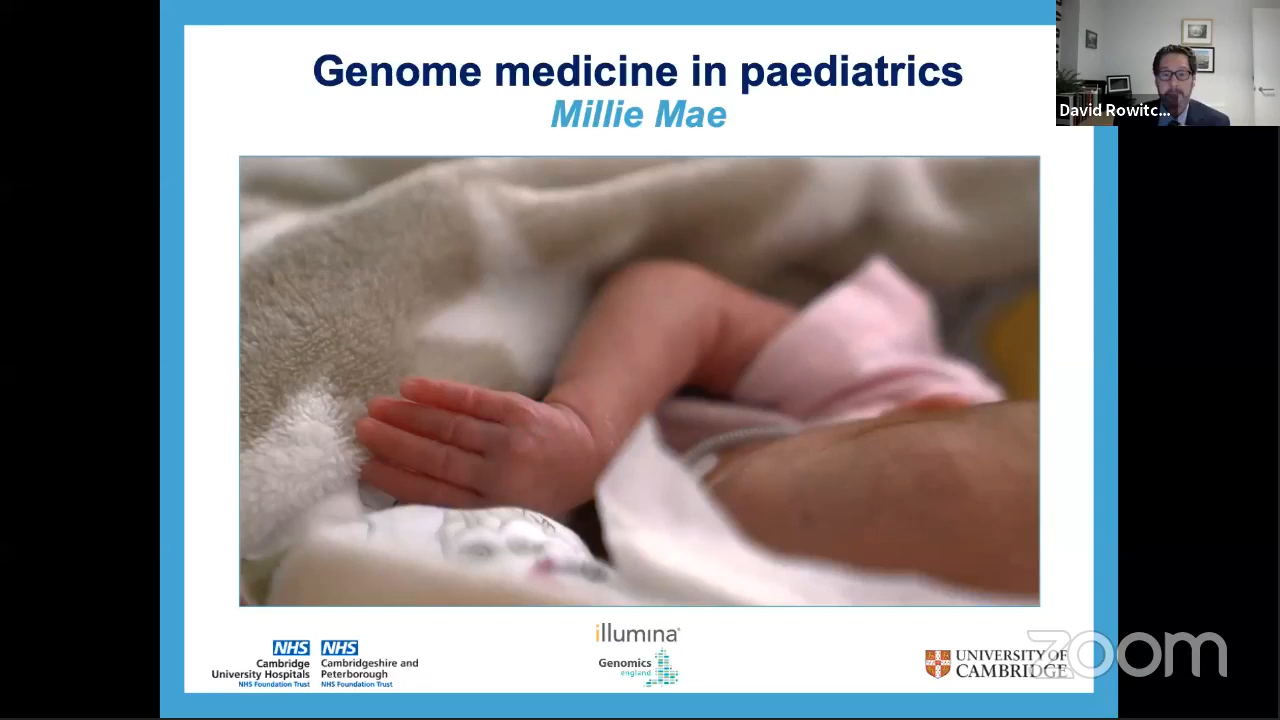 Genome medicine in paediatrics
Millie Mae
David Rowitc...
NHS
Cambridge
University Hospitals
NHS Foundation Trust
NHS
Cambridgeshire and
Peterborough
NHS Foundation Trust
illumina
Genomics
england
UNIVERSITY OF
CAMBRIDGE
zoom